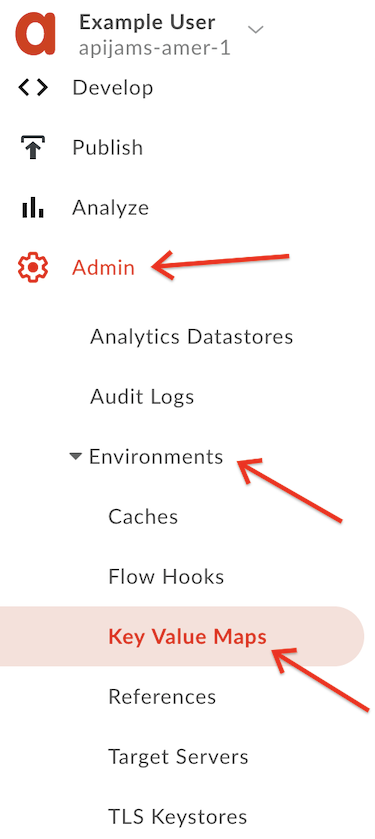 a
Example User
apijams-amer-1
Develop
Publish
Analyze
Admin
Analytics Datastores
Audit Logs
Environments
Caches
Flow Hooks
Key Value Maps
References
Target Servers
TLS Keystores